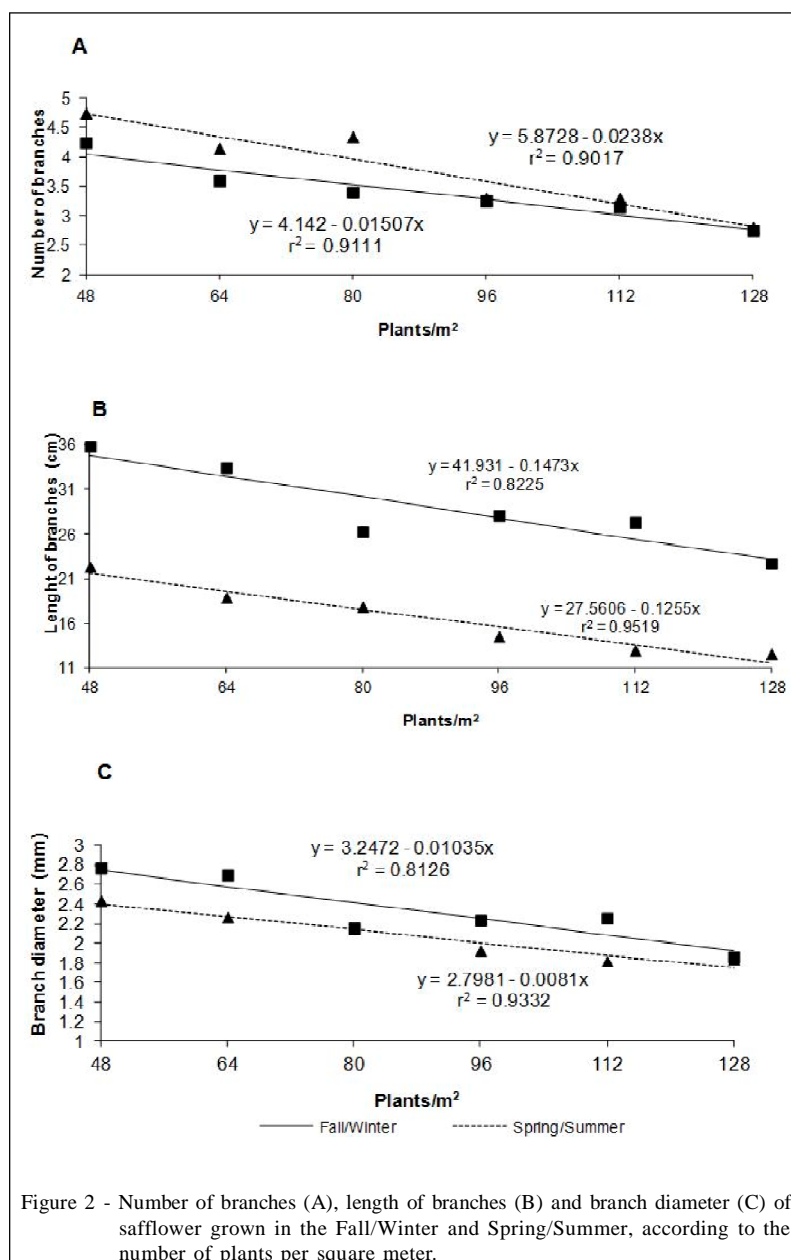 A
Number of branches
5
4.5
4
3.5
3
2.5
2
y = 5.8728 - 0.0238x
r² = 0.9017
y = 4.142 - 0.01507x
r² = 0.9111
48 64 80 96 112 128
Plants/m²
B
Lenght of branches (cm)
36
31
26
21
16
11
y = 41.931 - 0.1473x
r² = 0.8225
y = 27.5606 - 0.1255x
r² = 0.9519
48 64 80 96 112 128
Plants/m²
C
Branch diameter (mm)
3
2.8
2.6
2.4
2.2
2
1.8
1.6
1.4
1.2
1
y = 3.2472 - 0.01035x
r² = 0.8126
y = 2.7981 - 0.0081x
r² = 0.9332
48 64 80 96 112 128
Plants/m²
Fall/Winter Spring/Summer
Figure 2 - Number of branches (A), length of branches (B) and branch diameter (C) of
safflower grown in the Fall/Winter and Spring/Summer, according to the
number of plants per square meter.